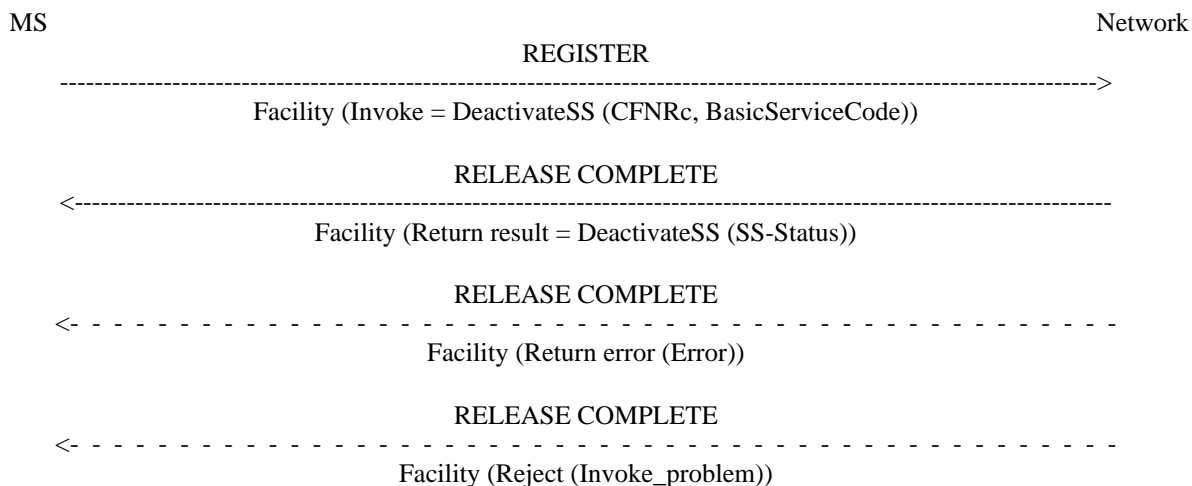 MS Network
REGISTER
Facility (Invoke = DeactivateSS (CFNRc, BasicServiceCode))
RELEASE COMPLETE
Facility (Return result = DeactivateSS (SS-Status))
RELEASE COMPLETE
Facility (Return error (Error))
RELEASE COMPLETE
Facility (Reject (Invoke_problem))